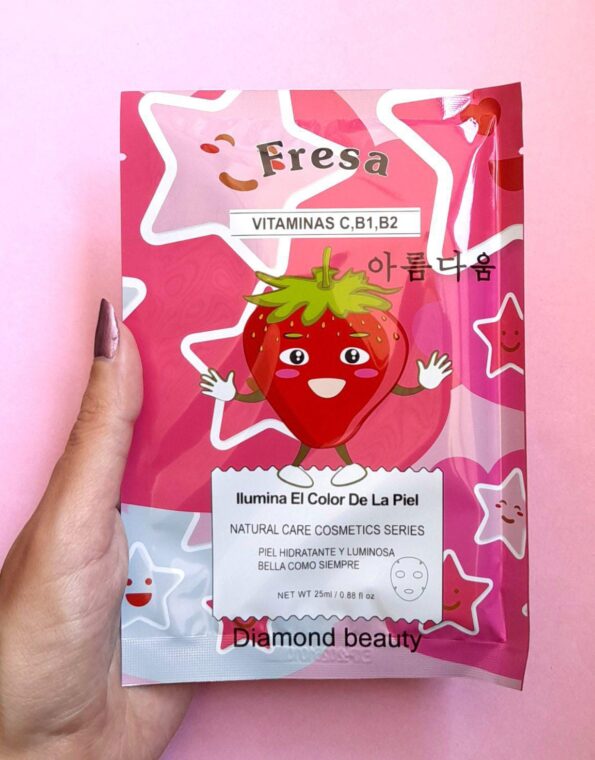 Fresa
VITAMINAS C,B1,B2
아름다움
Ilumina El Color De La Piel
NATURAL CARE COSMETICS SERIES
PIEL HIDRATANTE Y LUMINOSA
BELLA COMO SIEMPRE
NET WT 25ml / 0.88 fl oz
Diamond beauty